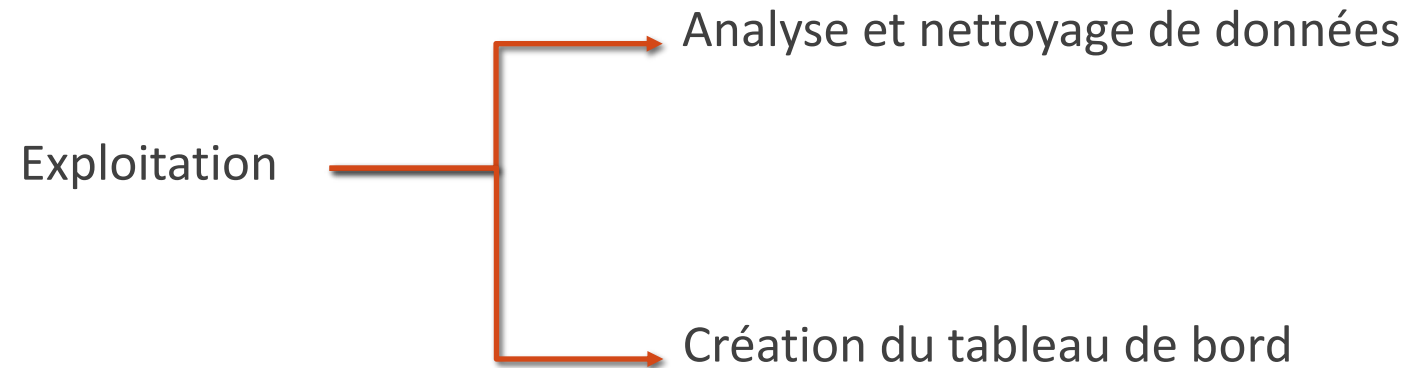 Analyse et nettoyage de données
Exploitation
Création du tableau de bord